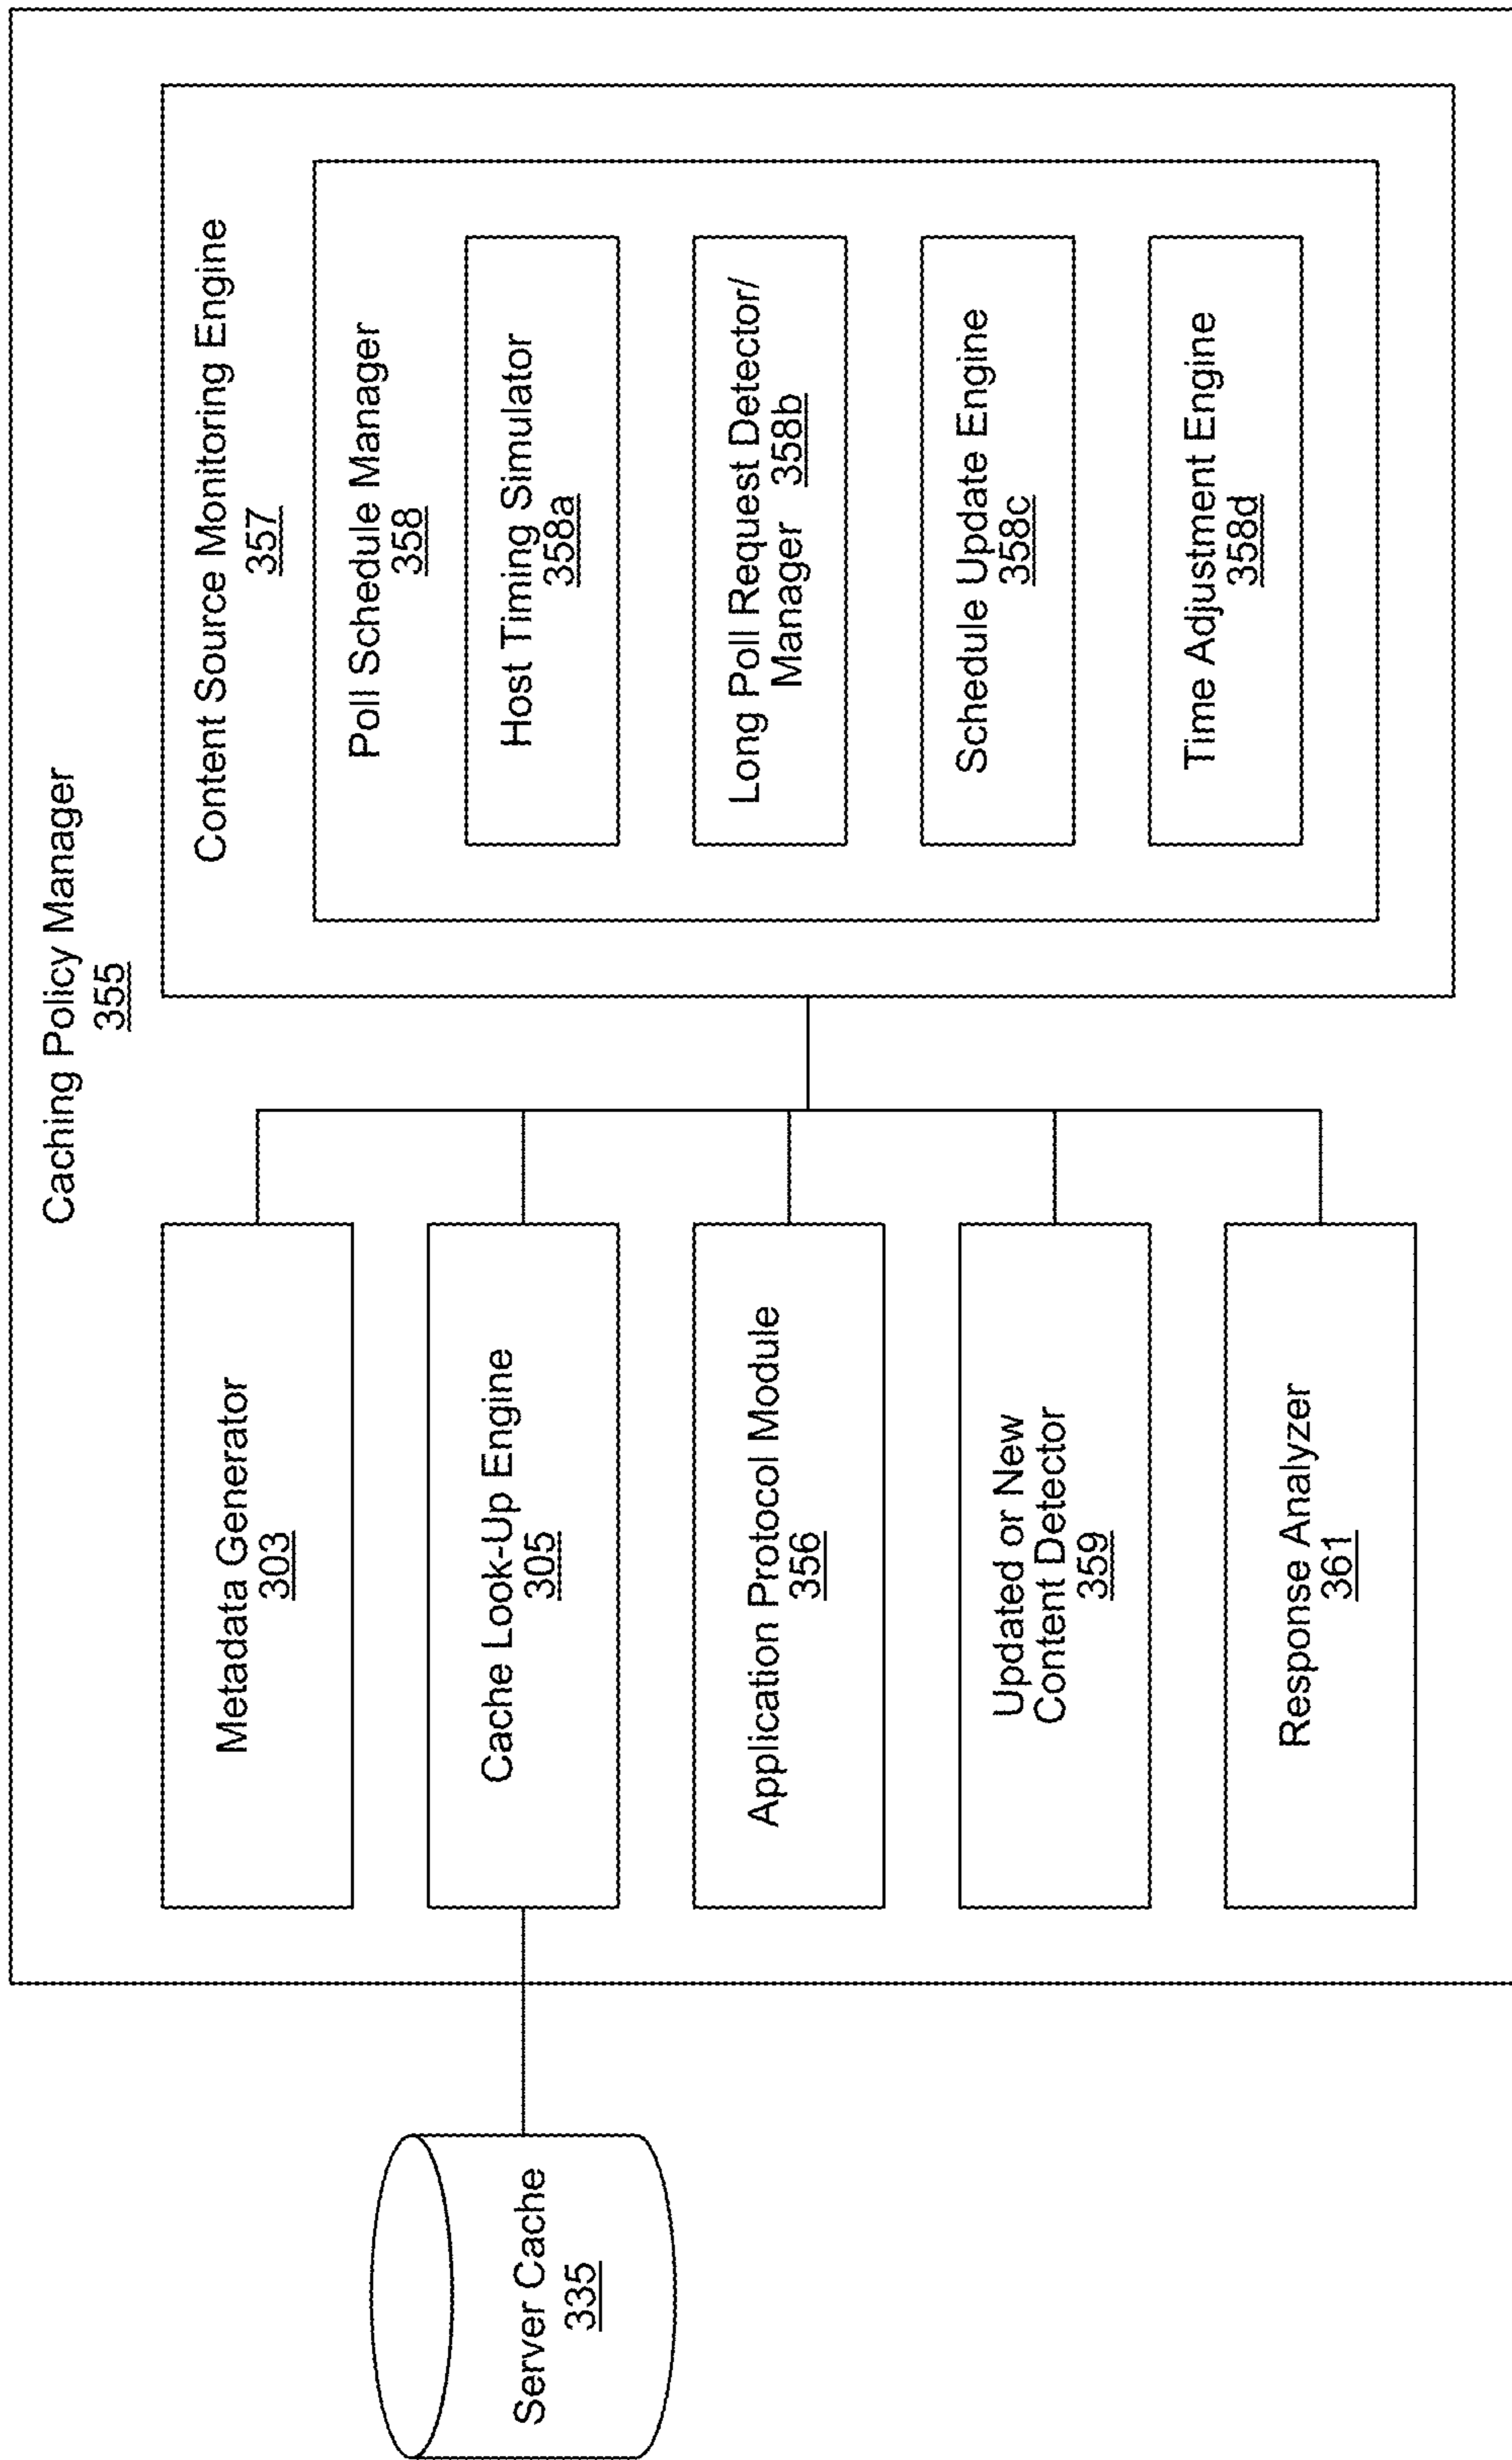 Caching Policy Manager
355
Server Cache
335
Metadata Generator
303
Cache Look-Up Engine
305
Application Protocol Module
356
Updated or New
Content Detector
359
Response Analyzer
361
Content Source Monitoring Engine
357
Poll Schedule Manager
358
Host Timing Simulator
358a
Long Poll Request Detector/
Manager 358b
Schedule Update Engine
358c
Time Adjustment Engine
358d